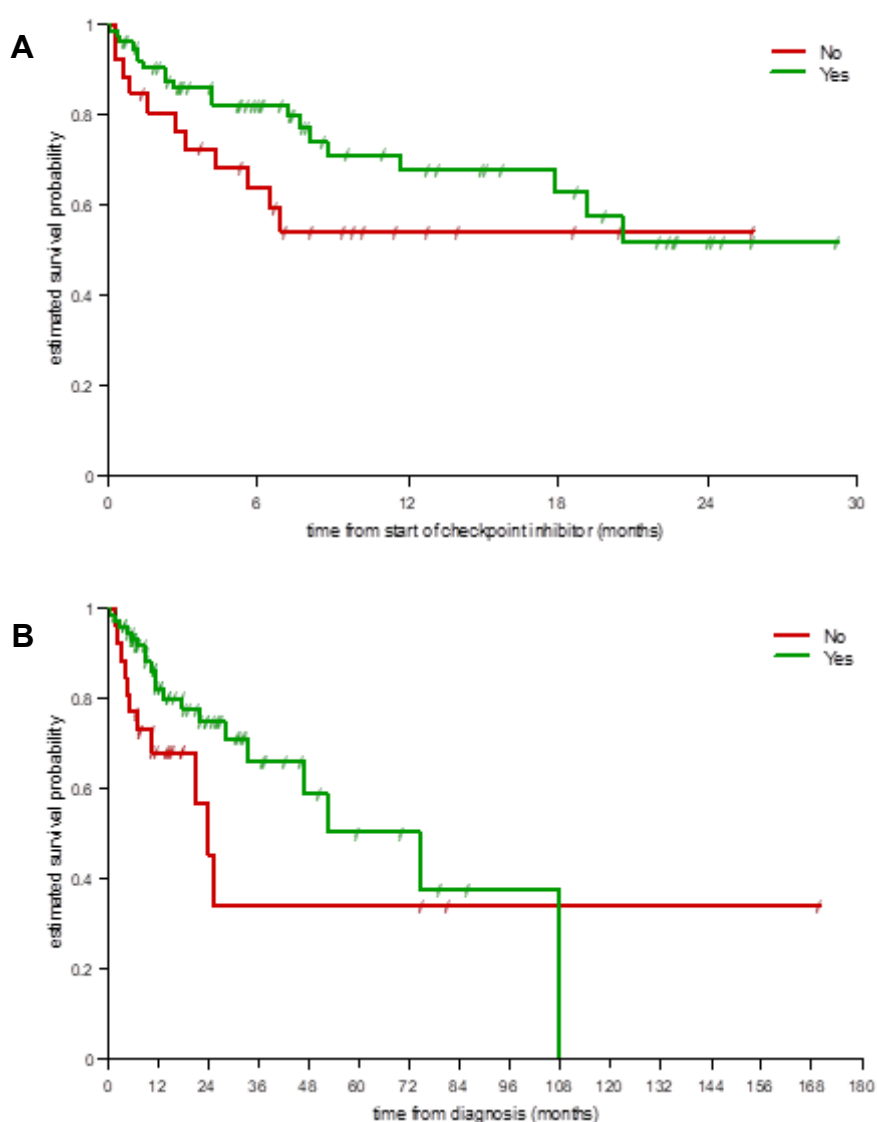 A
1
No
Yes
0.8
0.6
0.4
0.2
0
0 6 12 18 24 30
estimated survival probability
time from start of checkpoint inhibitor (months)
B
1
No
Yes
0.8
0.6
0.4
0.2
0
0 12 24 36 48 60 72 84 96 108 120 132 144 156 168 180
estimated survival probability
time from diagnosis (months)